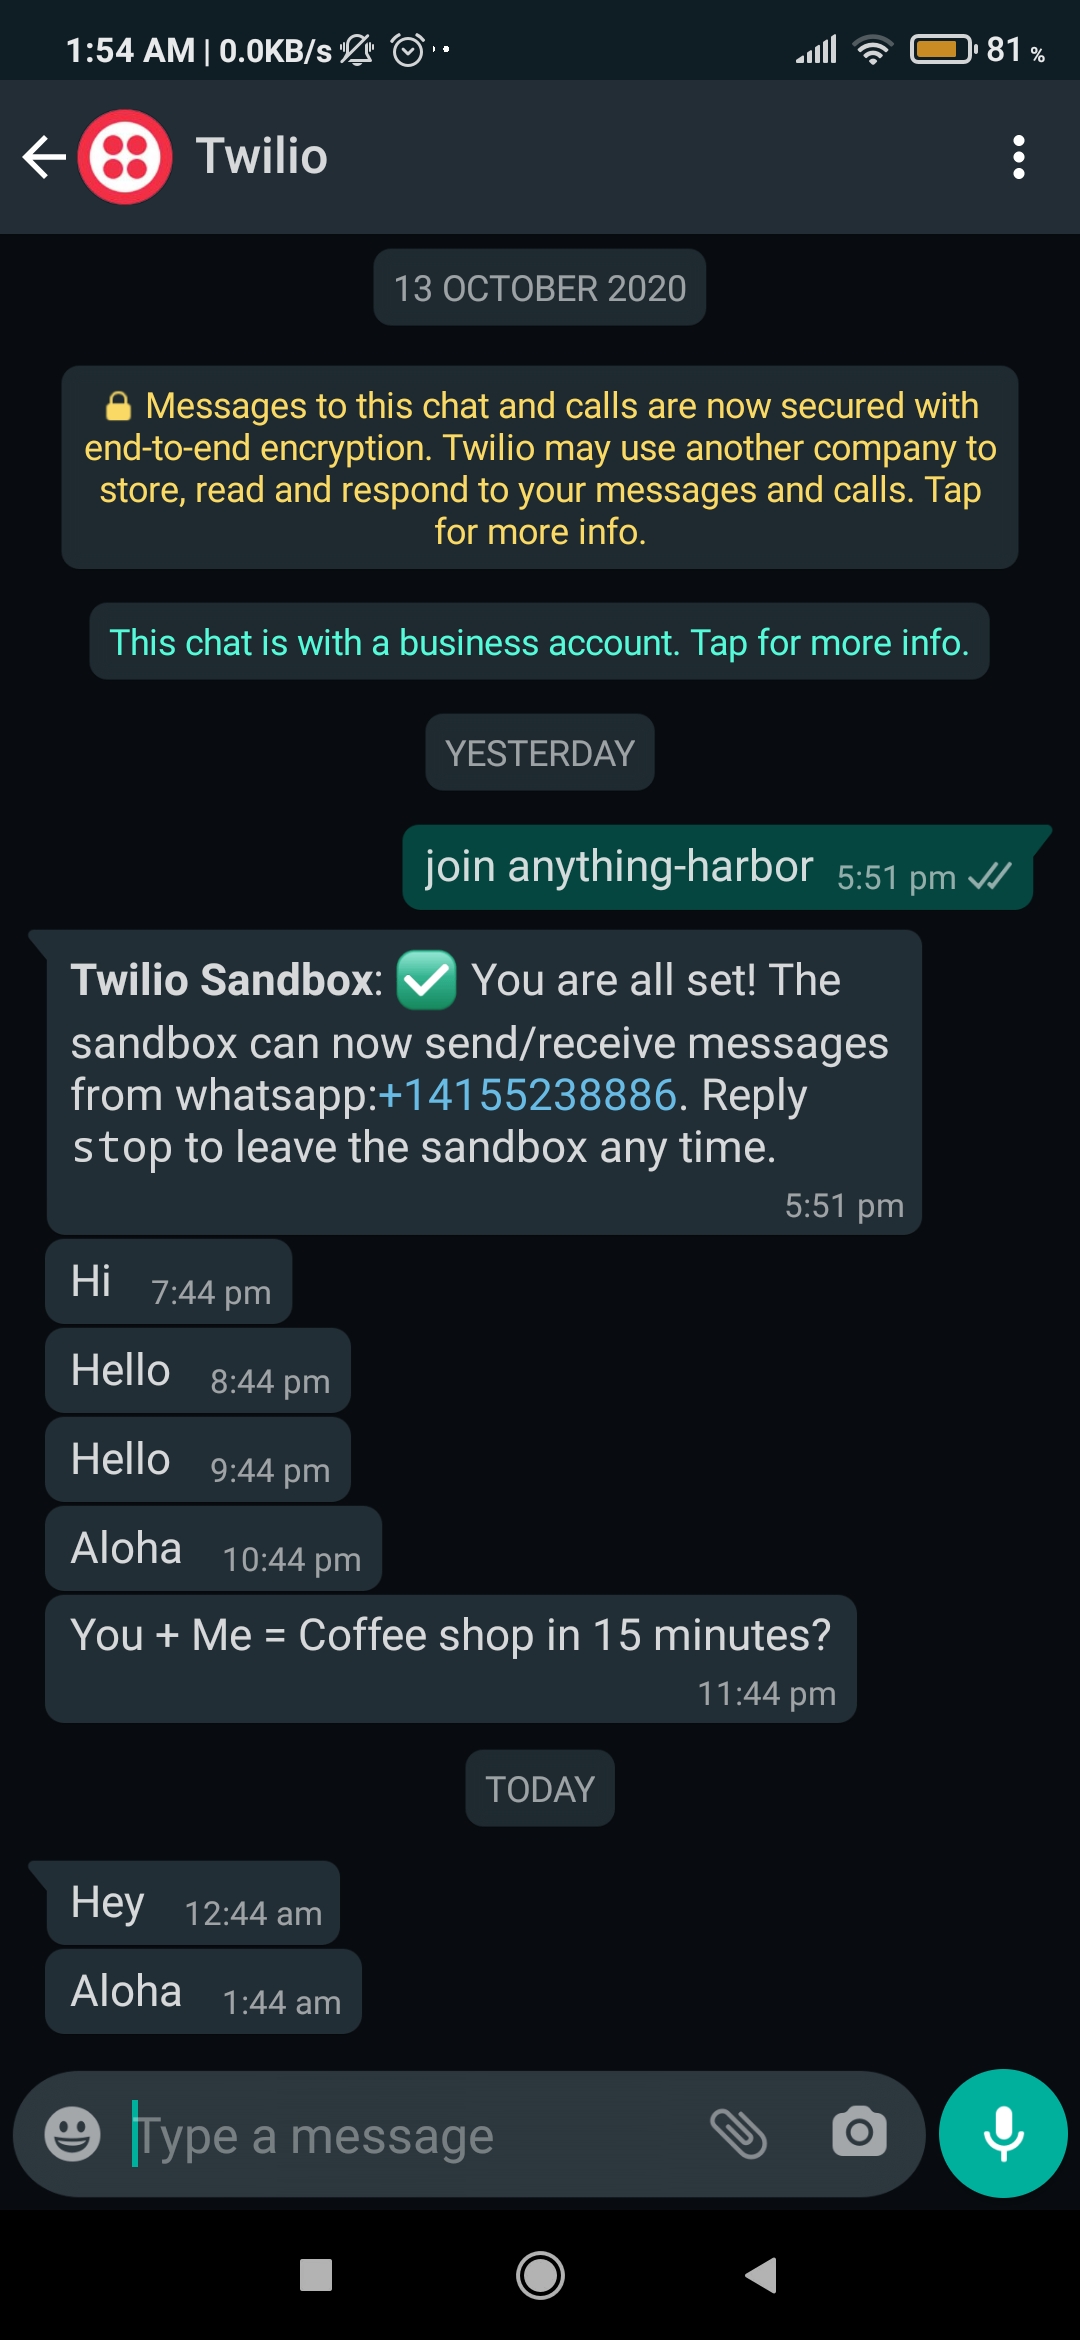 1:54 AM | 0.0KB/s 81 %
Twilio
13 OCTOBER 2020
🔒 Messages to this chat and calls are now secured with
end-to-end encryption. Twilio may use another company to
store, read and respond to your messages and calls. Tap
for more info.
This chat is with a business account. Tap for more info.
YESTERDAY
join anything-harbor 5:51 pm
Twilio Sandbox: ✅ You are all set! The
sandbox can now send/receive messages
from whatsapp:+14155238886. Reply
stop to leave the sandbox any time.
5:51 pm
Hi 7:44 pm
Hello 8:44 pm
Hello 9:44 pm
Aloha 10:44 pm
You + Me = Coffee shop in 15 minutes?
11:44 pm
TODAY
Hey 12:44 am
Aloha 1:44 am
Type a message